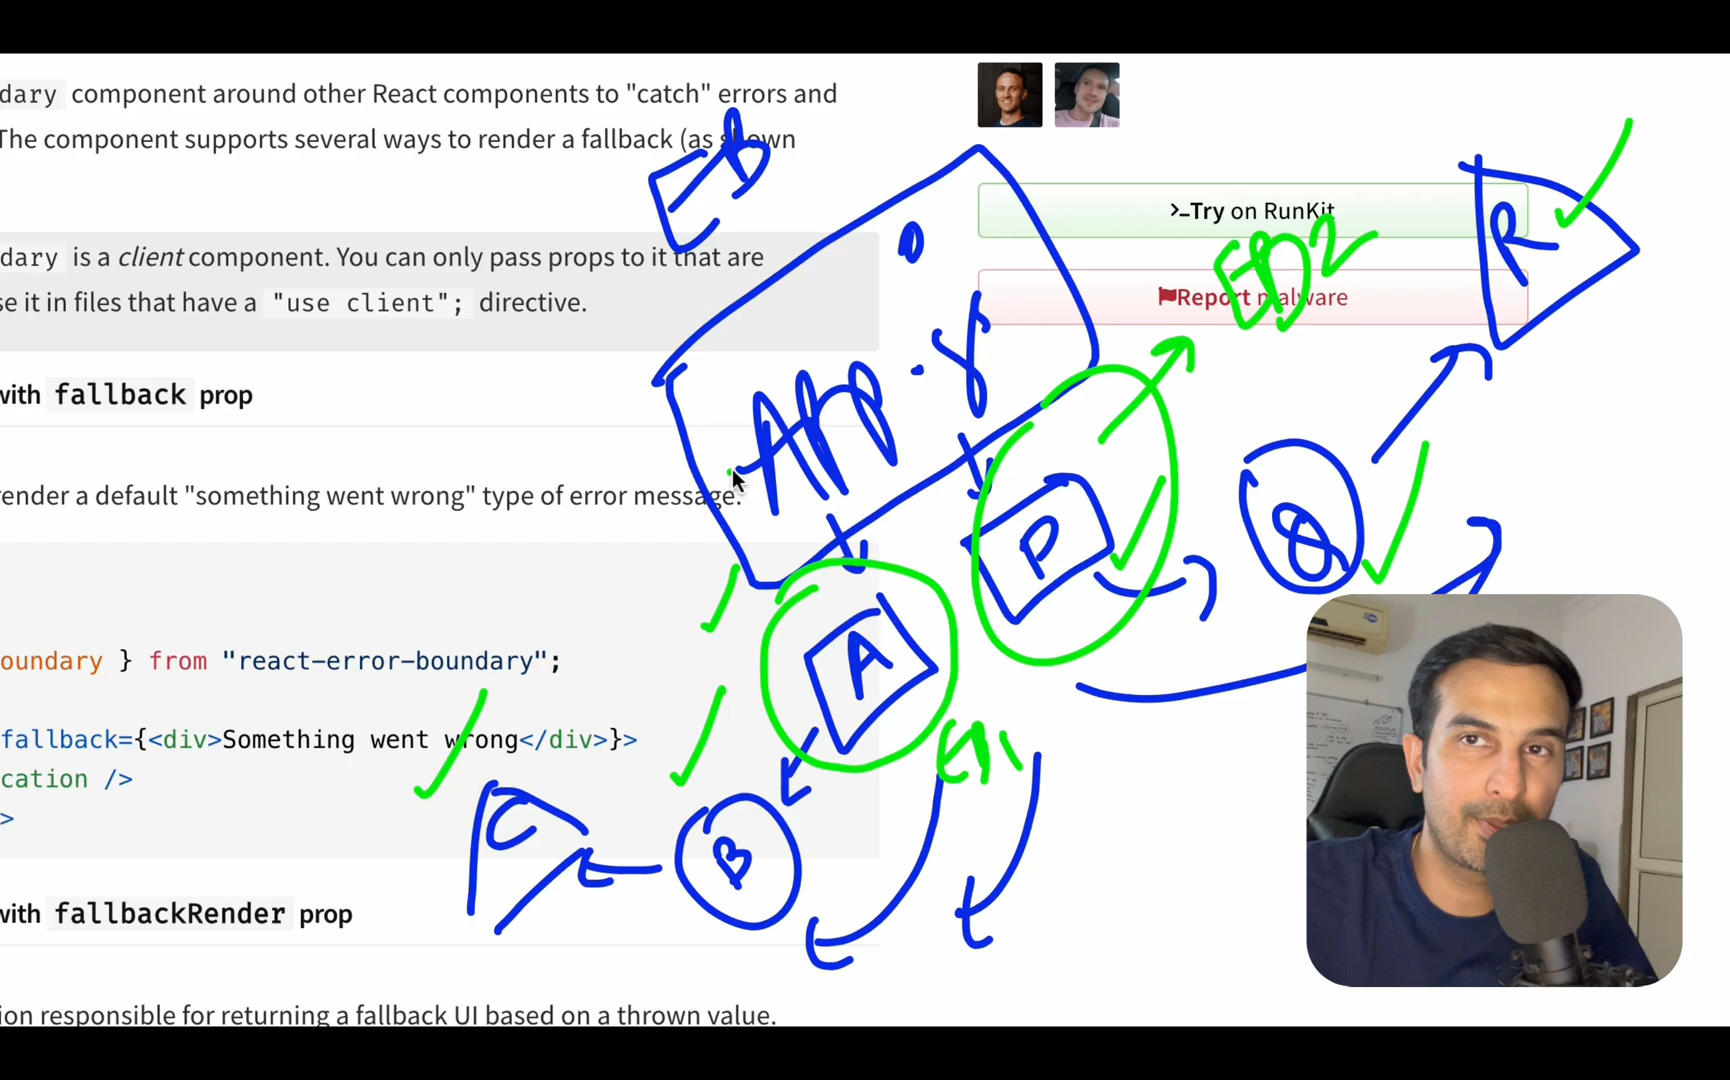 dary component around other React components to "catch" errors and
The component supports several ways to render a fallback (as shown
EB
>_Try on RunKit
R
dary is a client component. You can only pass props to it that are
EB2
Report malware
se it in files that have a "use client"; directive.
with fallback prop
App.js
render a default "something went wrong" type of error message.
P
Q
A
oundary } from "react-error-boundary";
fallback={<div>Something went wrong</div>}>
cation />
>
C
B
with fallbackRender prop
ion responsible for returning a fallback UI based on a thrown value.